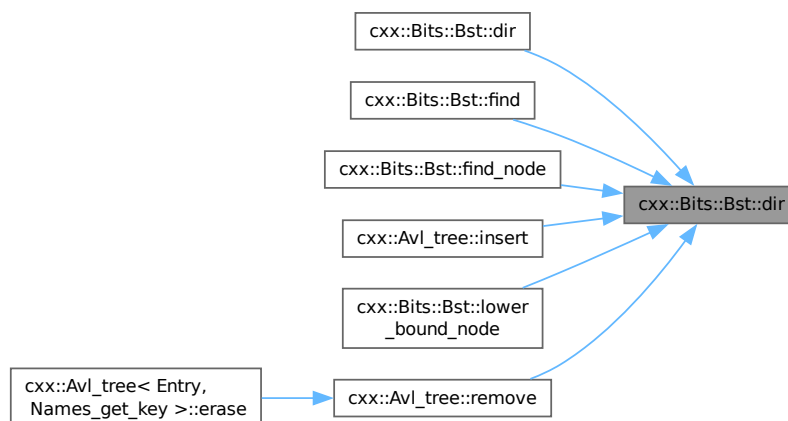 cxx::Bits::Bst::dir
cxx::Bits::Bst::find
cxx::Bits::Bst::find_node
cxx::Bits::Bst::dir
cxx::Avl_tree::insert
cxx::Bits::Bst::lower
_bound_node
cxx::Avl_tree< Entry,
Names_get_key >::erase
cxx::Avl_tree::remove